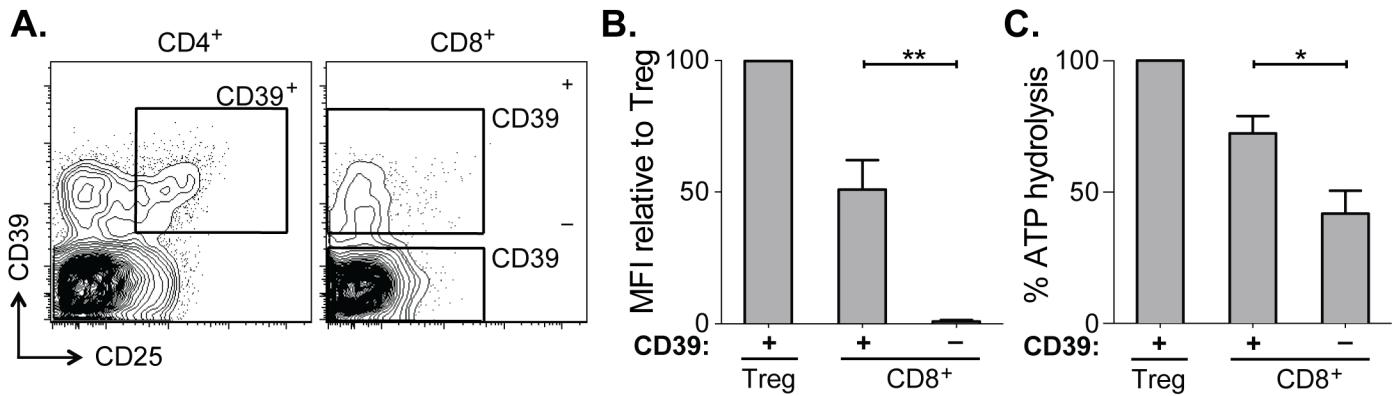 A.
CD4+
CD8+
CD39+
+
CD39
−
CD39
CD39
CD25
B.
MFI relative to Treg
100
50
0
**
CD39: + + −
Treg CD8+
C.
% ATP hydrolysis
100
50
0
*
CD39: + + −
Treg CD8+